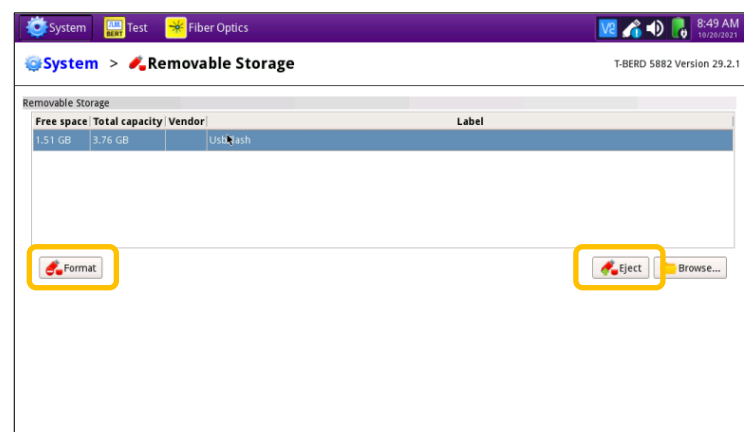 System Test Fiber Optics 8:49 AM
10/20/2021
System > Removable Storage T-BERD 5882 Version 29.2.1
Removable Storage
Free space Total capacity Vendor Label
1.51 GB 3.76 GB
Format Eject Browse...